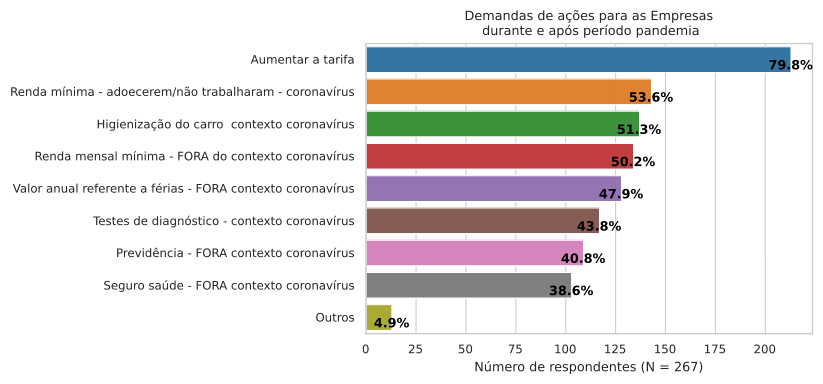 Demandas de ações para as Empresas
durante e após período pandemia
Aumentar a tarifa
79.8%
Renda mínima - adoecerem/não trabalharam - coronavírus
53.6%
Higienização do carro  contexto coronavírus
51.3%
Renda mensal mínima - FORA do contexto coronavírus
50.2%
Valor anual referente a férias - FORA contexto coronavírus
47.9%
Testes de diagnóstico - contexto coronavírus
43.8%
Previdência - FORA contexto coronavírus
40.8%
Seguro saúde - FORA contexto coronavírus
38.6%
Outros
4.9%
0 25 50 75 100 125 150 175 200
Número de respondentes (N = 267)